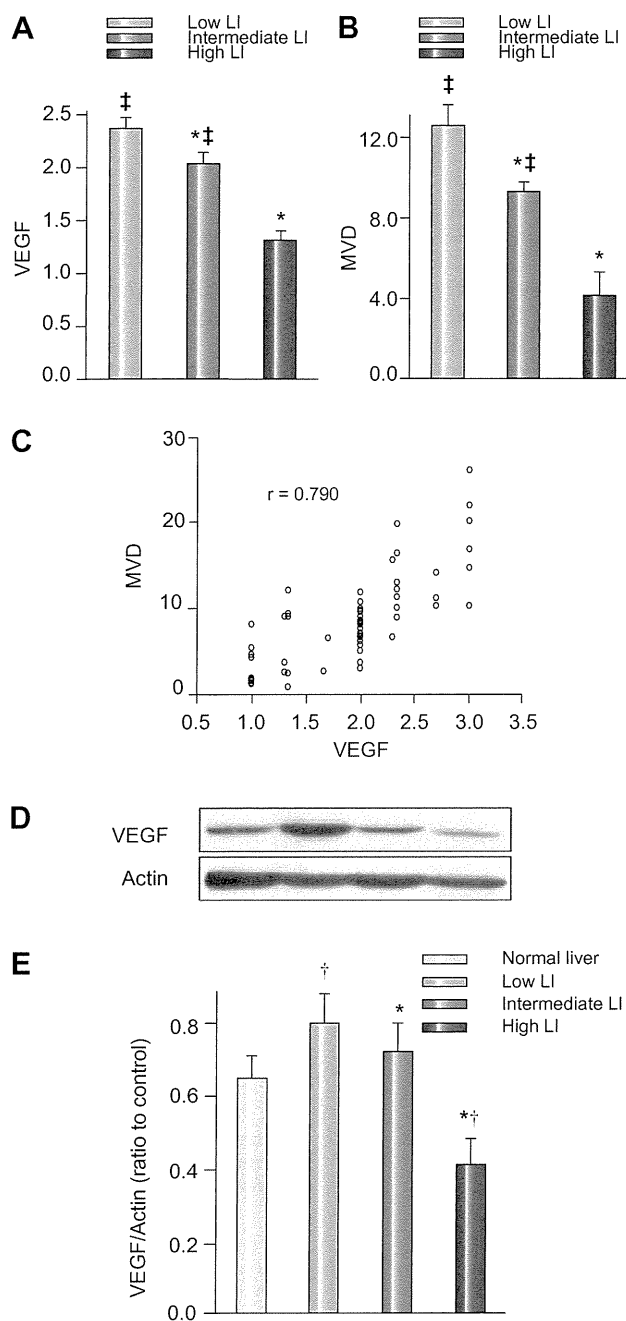 A
Low LI
Intermediate LI
High LI
VEGF
2.5
2.0
1.5
1.0
0.5
0.0
‡
*‡
*
B
Low LI
Intermediate LI
High LI
MVD
12.0
8.0
4.0
0.0
‡
*‡
*
C
MVD
30
20
10
0
r = 0.790
0.5 1.0 1.5 2.0 2.5 3.0 3.5
VEGF
D
VEGF
Actin
E
Normal liver
Low LI
Intermediate LI
High LI
VEGF/Actin (ratio to control)
0.8
0.6
0.4
0.2
0.0
†
*
*†